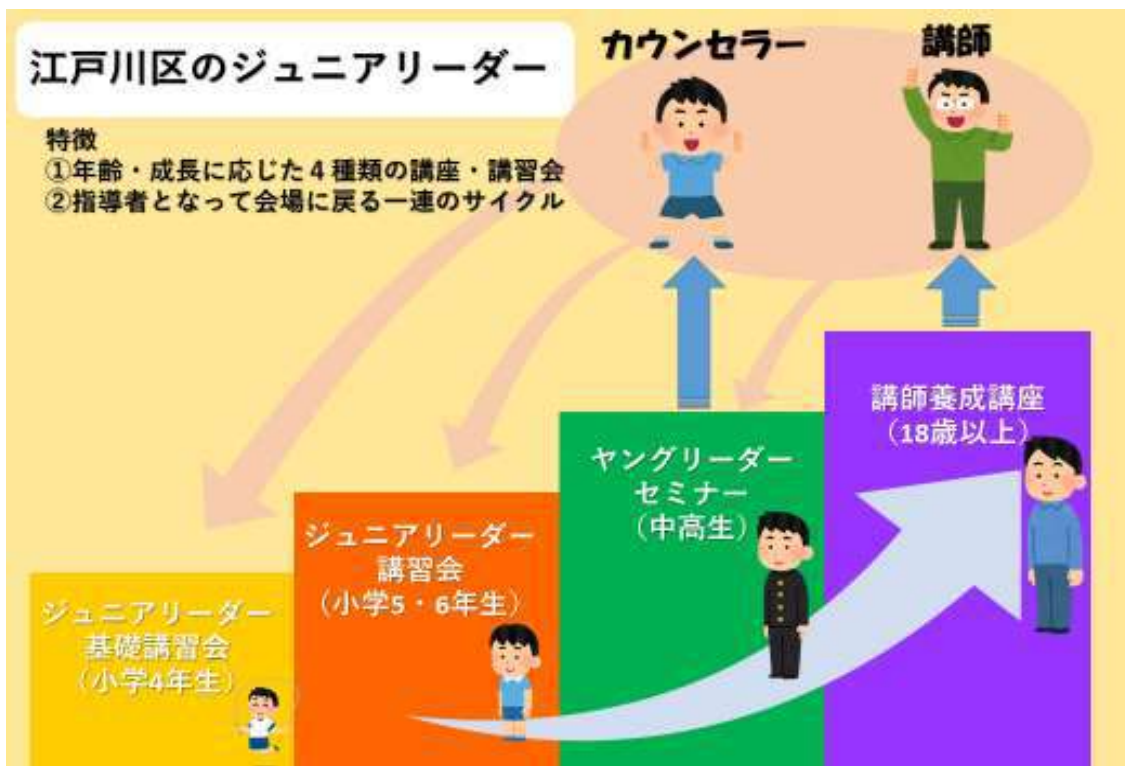 江戸川区のジュニアリーダー
カウンセラー
講師
特徴
①年齢・成長に応じた４種類の講座・講習会
②指導者となって会場に戻る一連のサイクル
講師養成講座
（18歳以上）
ヤングリーダー
セミナー
（中高生）
ジュニアリーダー
講習会
（小学5・6年生）
ジュニアリーダー
基礎講習会
（小学4年生）